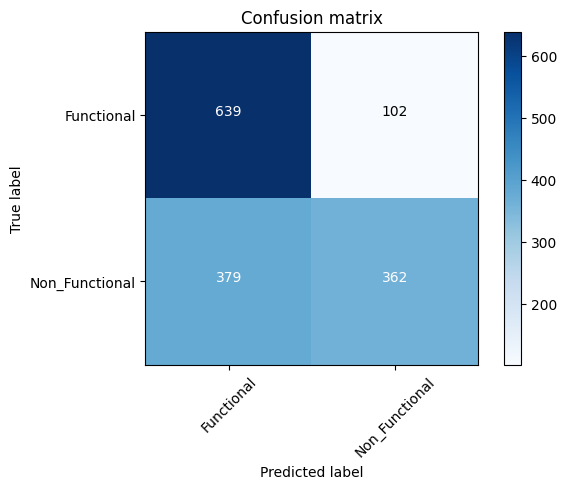 Confusion matrix
True label
Functional
639
102
Non_Functional
379
362
Functional
Non_Functional
Predicted label
600
500
400
300
200